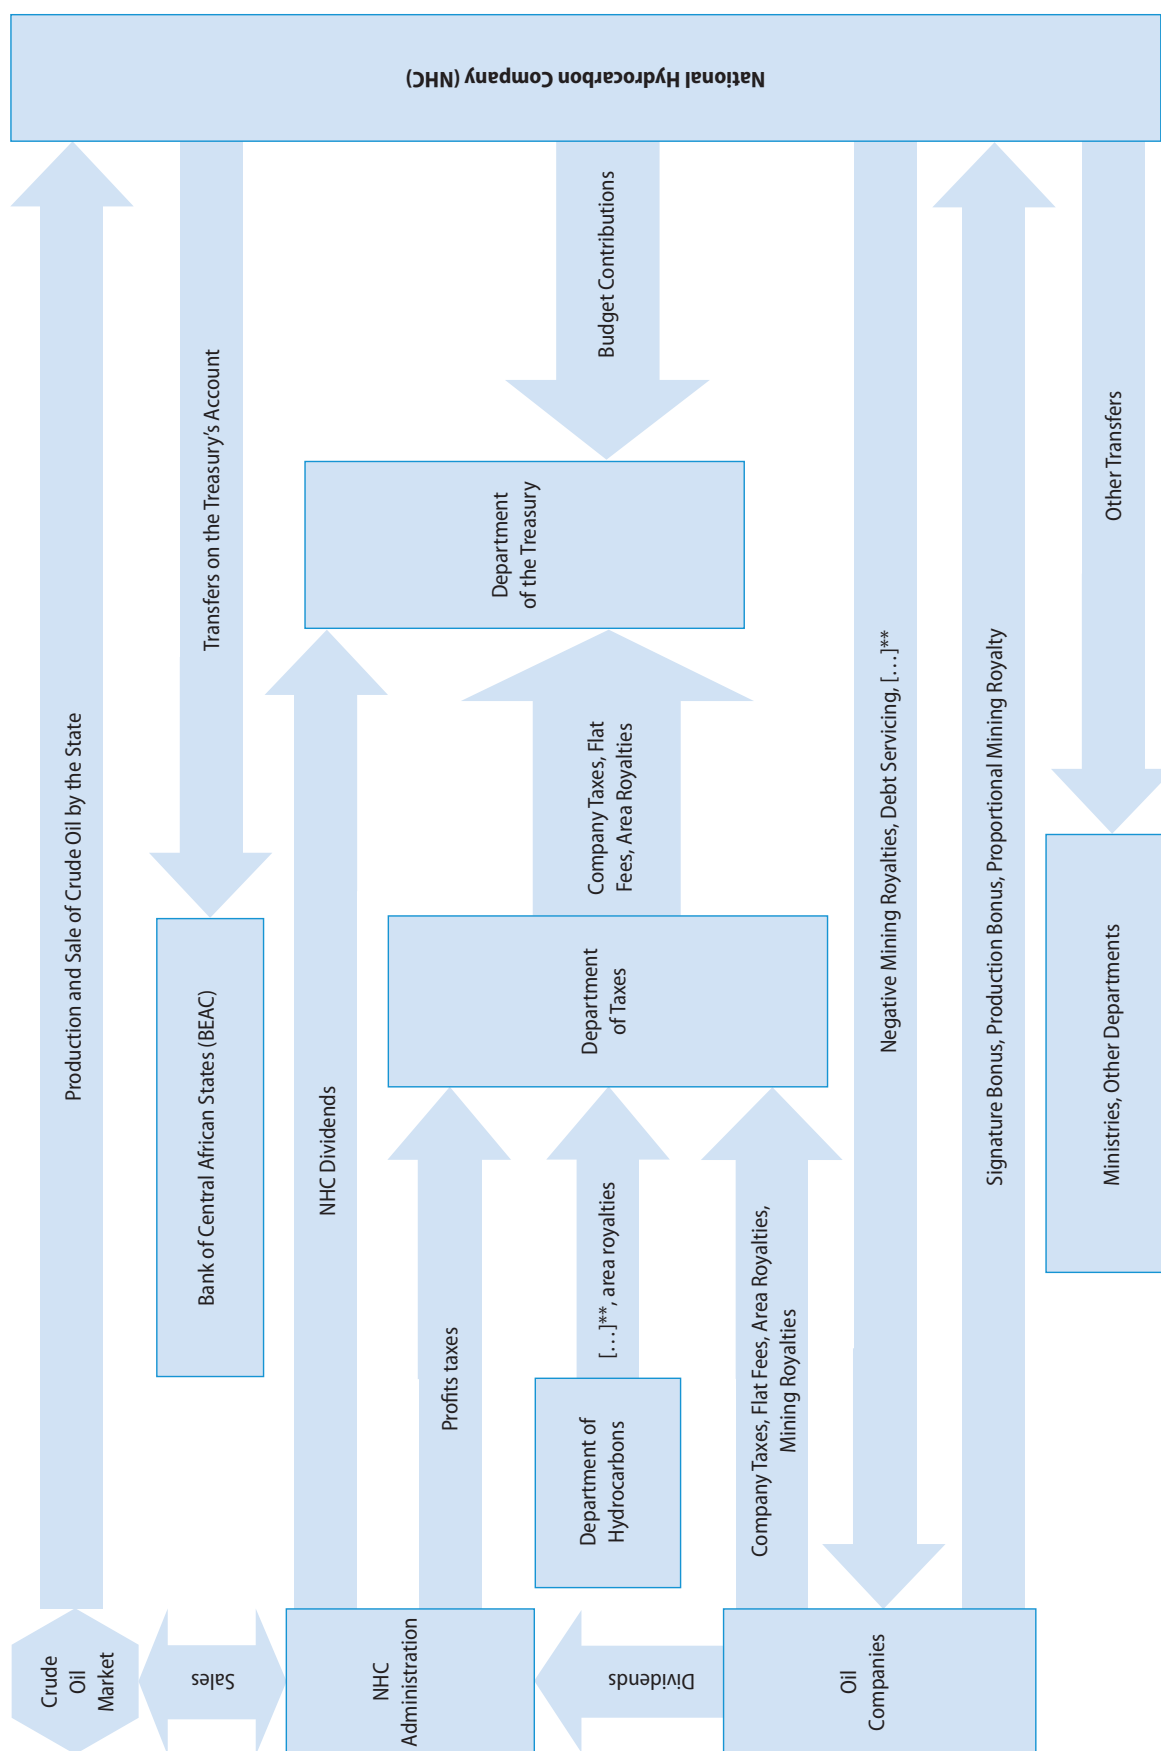 National Hydrocarbon Company (NHC)
Production and Sale of Crude Oil by the State
Transfers on the Treasury's Account
Budget Contributions
Other Transfers
Department
of the Treasury
Negative Mining Royalties, Debt Servicing, […]**
Signature Bonus, Production Bonus, Proportional Mining Royalty
Company Taxes, Flat
Fees, Area Royalties
Bank of Central African States (BEAC)
NHC Dividends
Department
of Taxes
Ministries, Other Departments
Profits taxes
[…]**, area royalties
Company Taxes, Flat Fees, Area Royalties,
Mining Royalties
Department of
Hydrocarbons
Crude
Oil
Market
Sales
NHC
Administration
Dividends
Oil
Companies